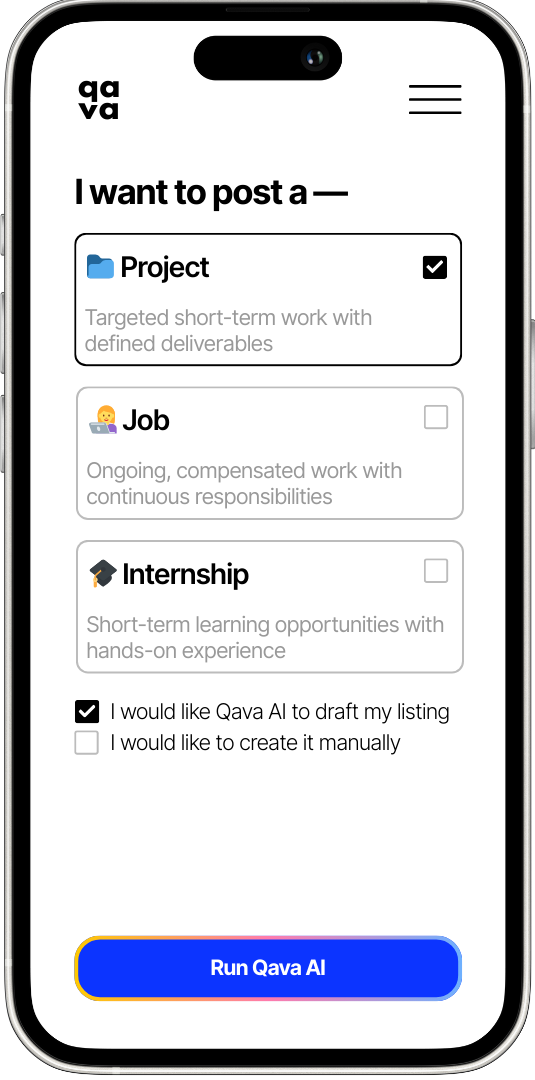 qa
va
I want to post a —
Project
Targeted short-term work with
defined deliverables
Job
Ongoing, compensated work with
continuous responsibilities
Internship
Short-term learning opportunities with
hands-on experience
I would like Qava AI to draft my listing
I would like to create it manually
Run Qava AI